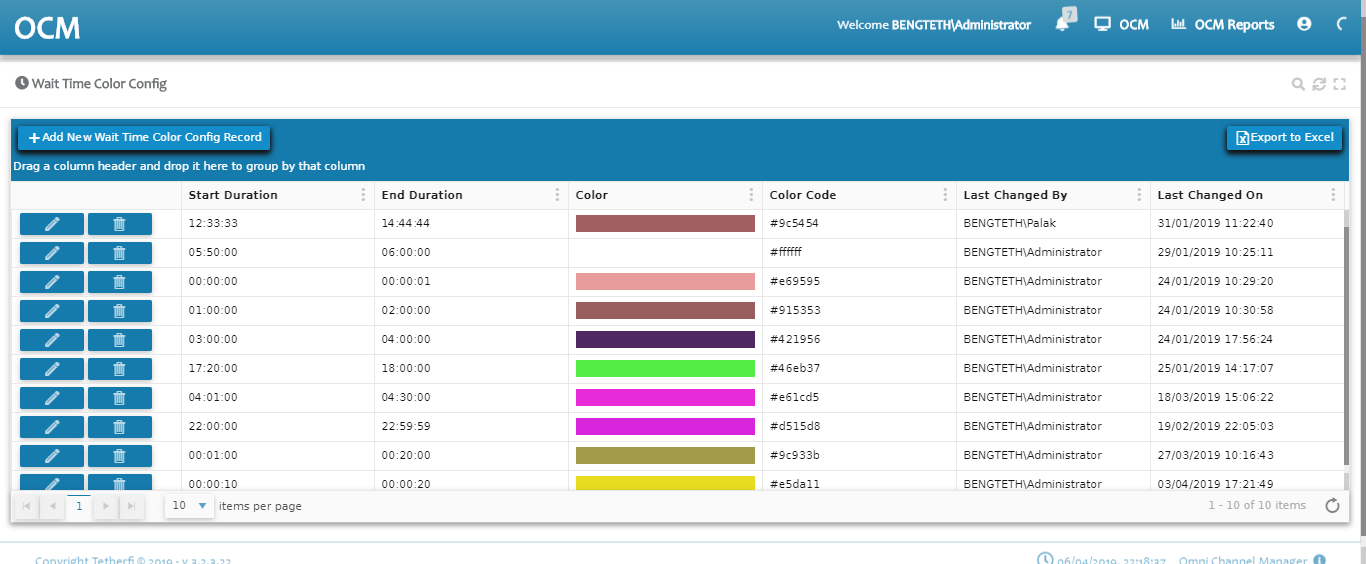 OCM
Welcome BENGTETH\Administrator
7
OCM
OCM Reports
Wait Time Color Config
Add New Wait Time Color Config Record
Export to Excel
Drag a column header and drop it here to group by that column
Start Duration End Duration Color Color Code Last Changed By Last Changed On
12:33:33 14:44:44 #9c5454 BENGTETH\Palak 31/01/2019 11:22:40
05:50:00 06:00:00 #ffffff BENGTETH\Administrator 29/01/2019 10:25:11
00:00:00 00:00:01 #e69595 BENGTETH\Administrator 24/01/2019 10:29:20
01:00:00 02:00:00 #915353 BENGTETH\Administrator 24/01/2019 10:30:58
03:00:00 04:00:00 #421956 BENGTETH\Administrator 24/01/2019 17:56:24
17:20:00 18:00:00 #46eb37 BENGTETH\Administrator 25/01/2019 14:17:07
04:01:00 04:30:00 #e61cd5 BENGTETH\Administrator 18/03/2019 15:06:22
22:00:00 22:59:59 #d515d8 BENGTETH\Administrator 19/02/2019 22:05:03
00:01:00 00:20:00 #9c933b BENGTETH\Administrator 27/03/2019 10:16:43
00:00:10 00:00:20 #e5da11 BENGTETH\Administrator 03/04/2019 17:21:49
1 10 items per page 1 - 10 of 10 items
Copyright Tetherfi © 2019 - v 3.2.3.22 06/04/2019, 22:18:37 Omni Channel Manager